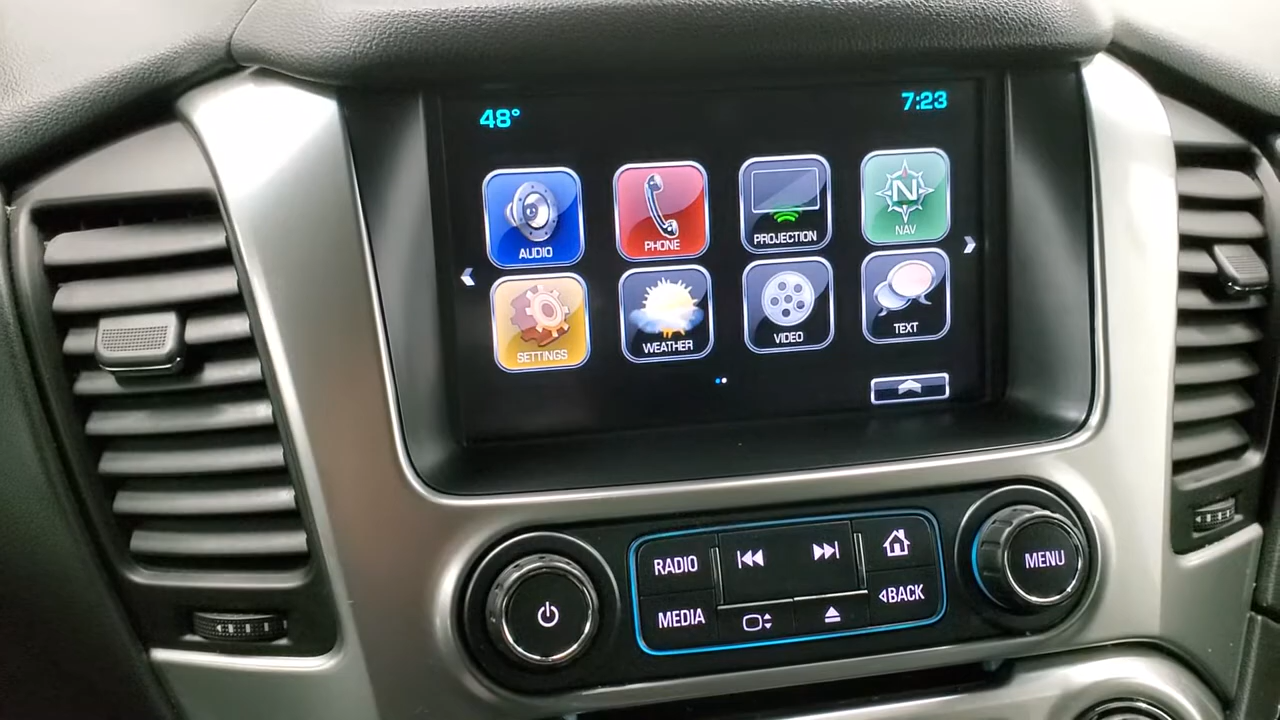 48° 7:23
AUDIO PHONE PROJECTION N NAV
SETTINGS WEATHER VIDEO TEXT
RADIO
MEDIA BACK
MENU